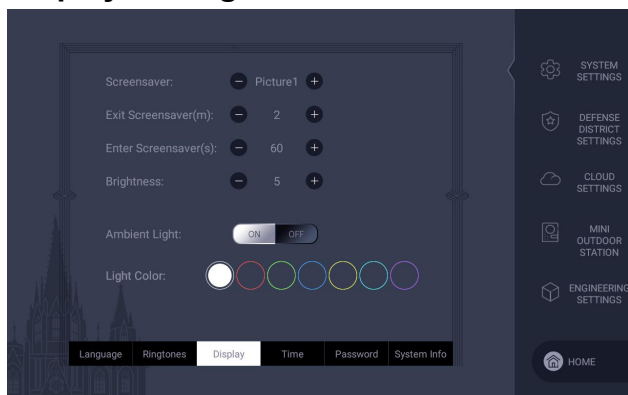 Screensaver: Picture1
Exit Screensaver(m): 2
Enter Screensaver(s): 60
Brightness: 5
Ambient Light: ON OFF
Light Color:
Language Ringtones Display Time Password System Info
SYSTEM
SETTINGS
DEFENSE
DISTRICT
SETTINGS
CLOUD
SETTINGS
MINI
OUTDOOR
STATION
ENGINEERING
SETTINGS
HOME